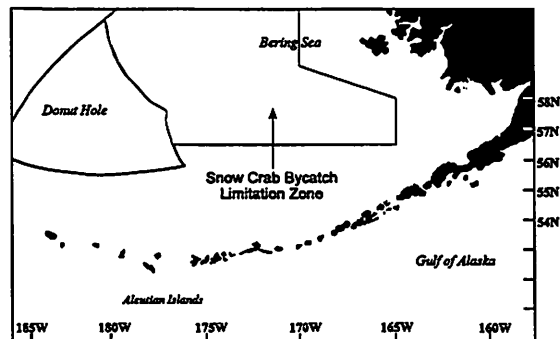 Bering Sea
Donut Hole
58N
57N
56N
Snow Crab Bycatch
Limitation Zone
55N
54N
Gulf of Alaska
Aleutian Islands
185W 180W 175W 170W 165W 160W